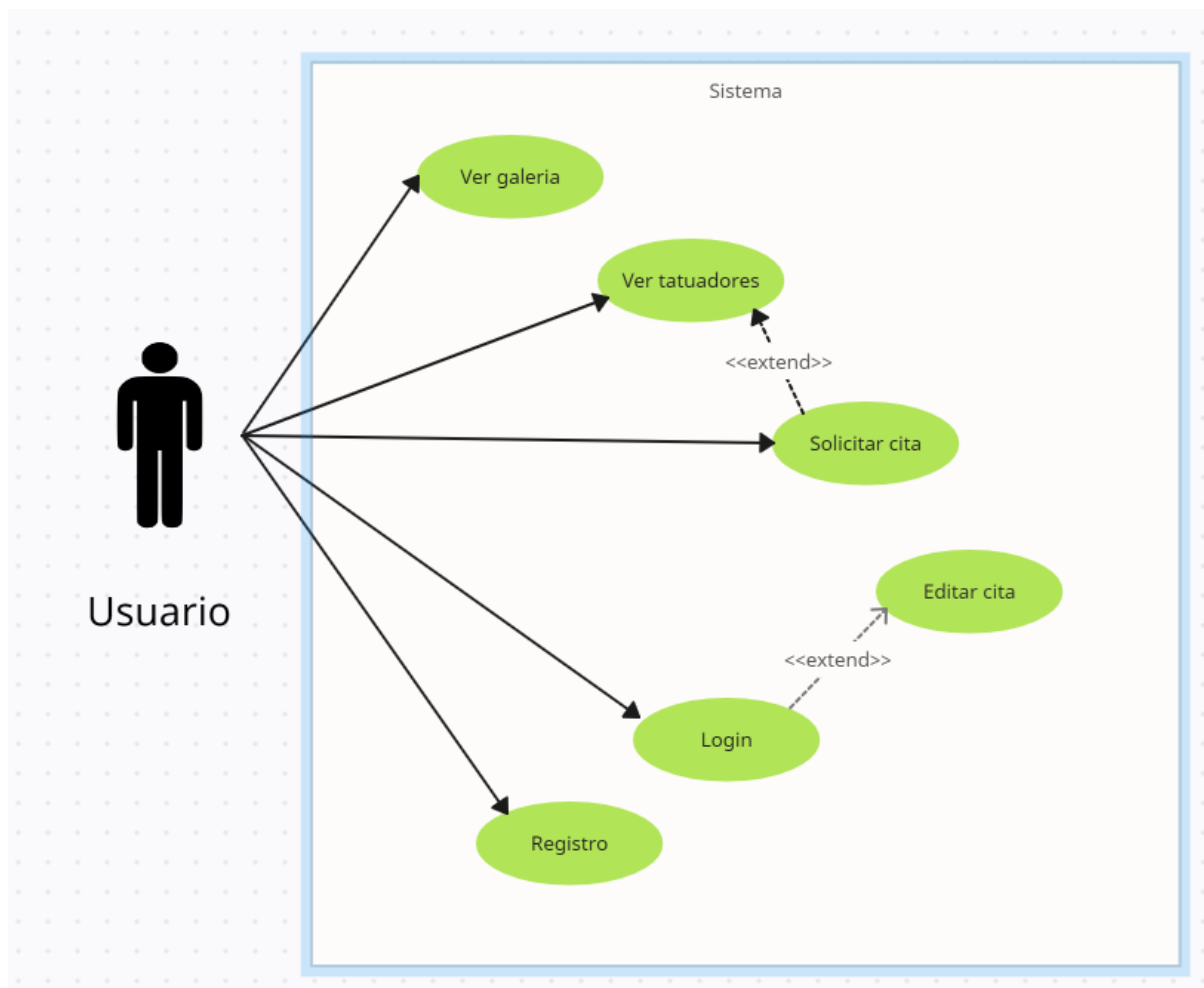 Sistema
Ver galeria
Ver tatuadores
<<extend>>
Solicitar cita
Usuario
Editar cita
<<extend>>
Login
Registro